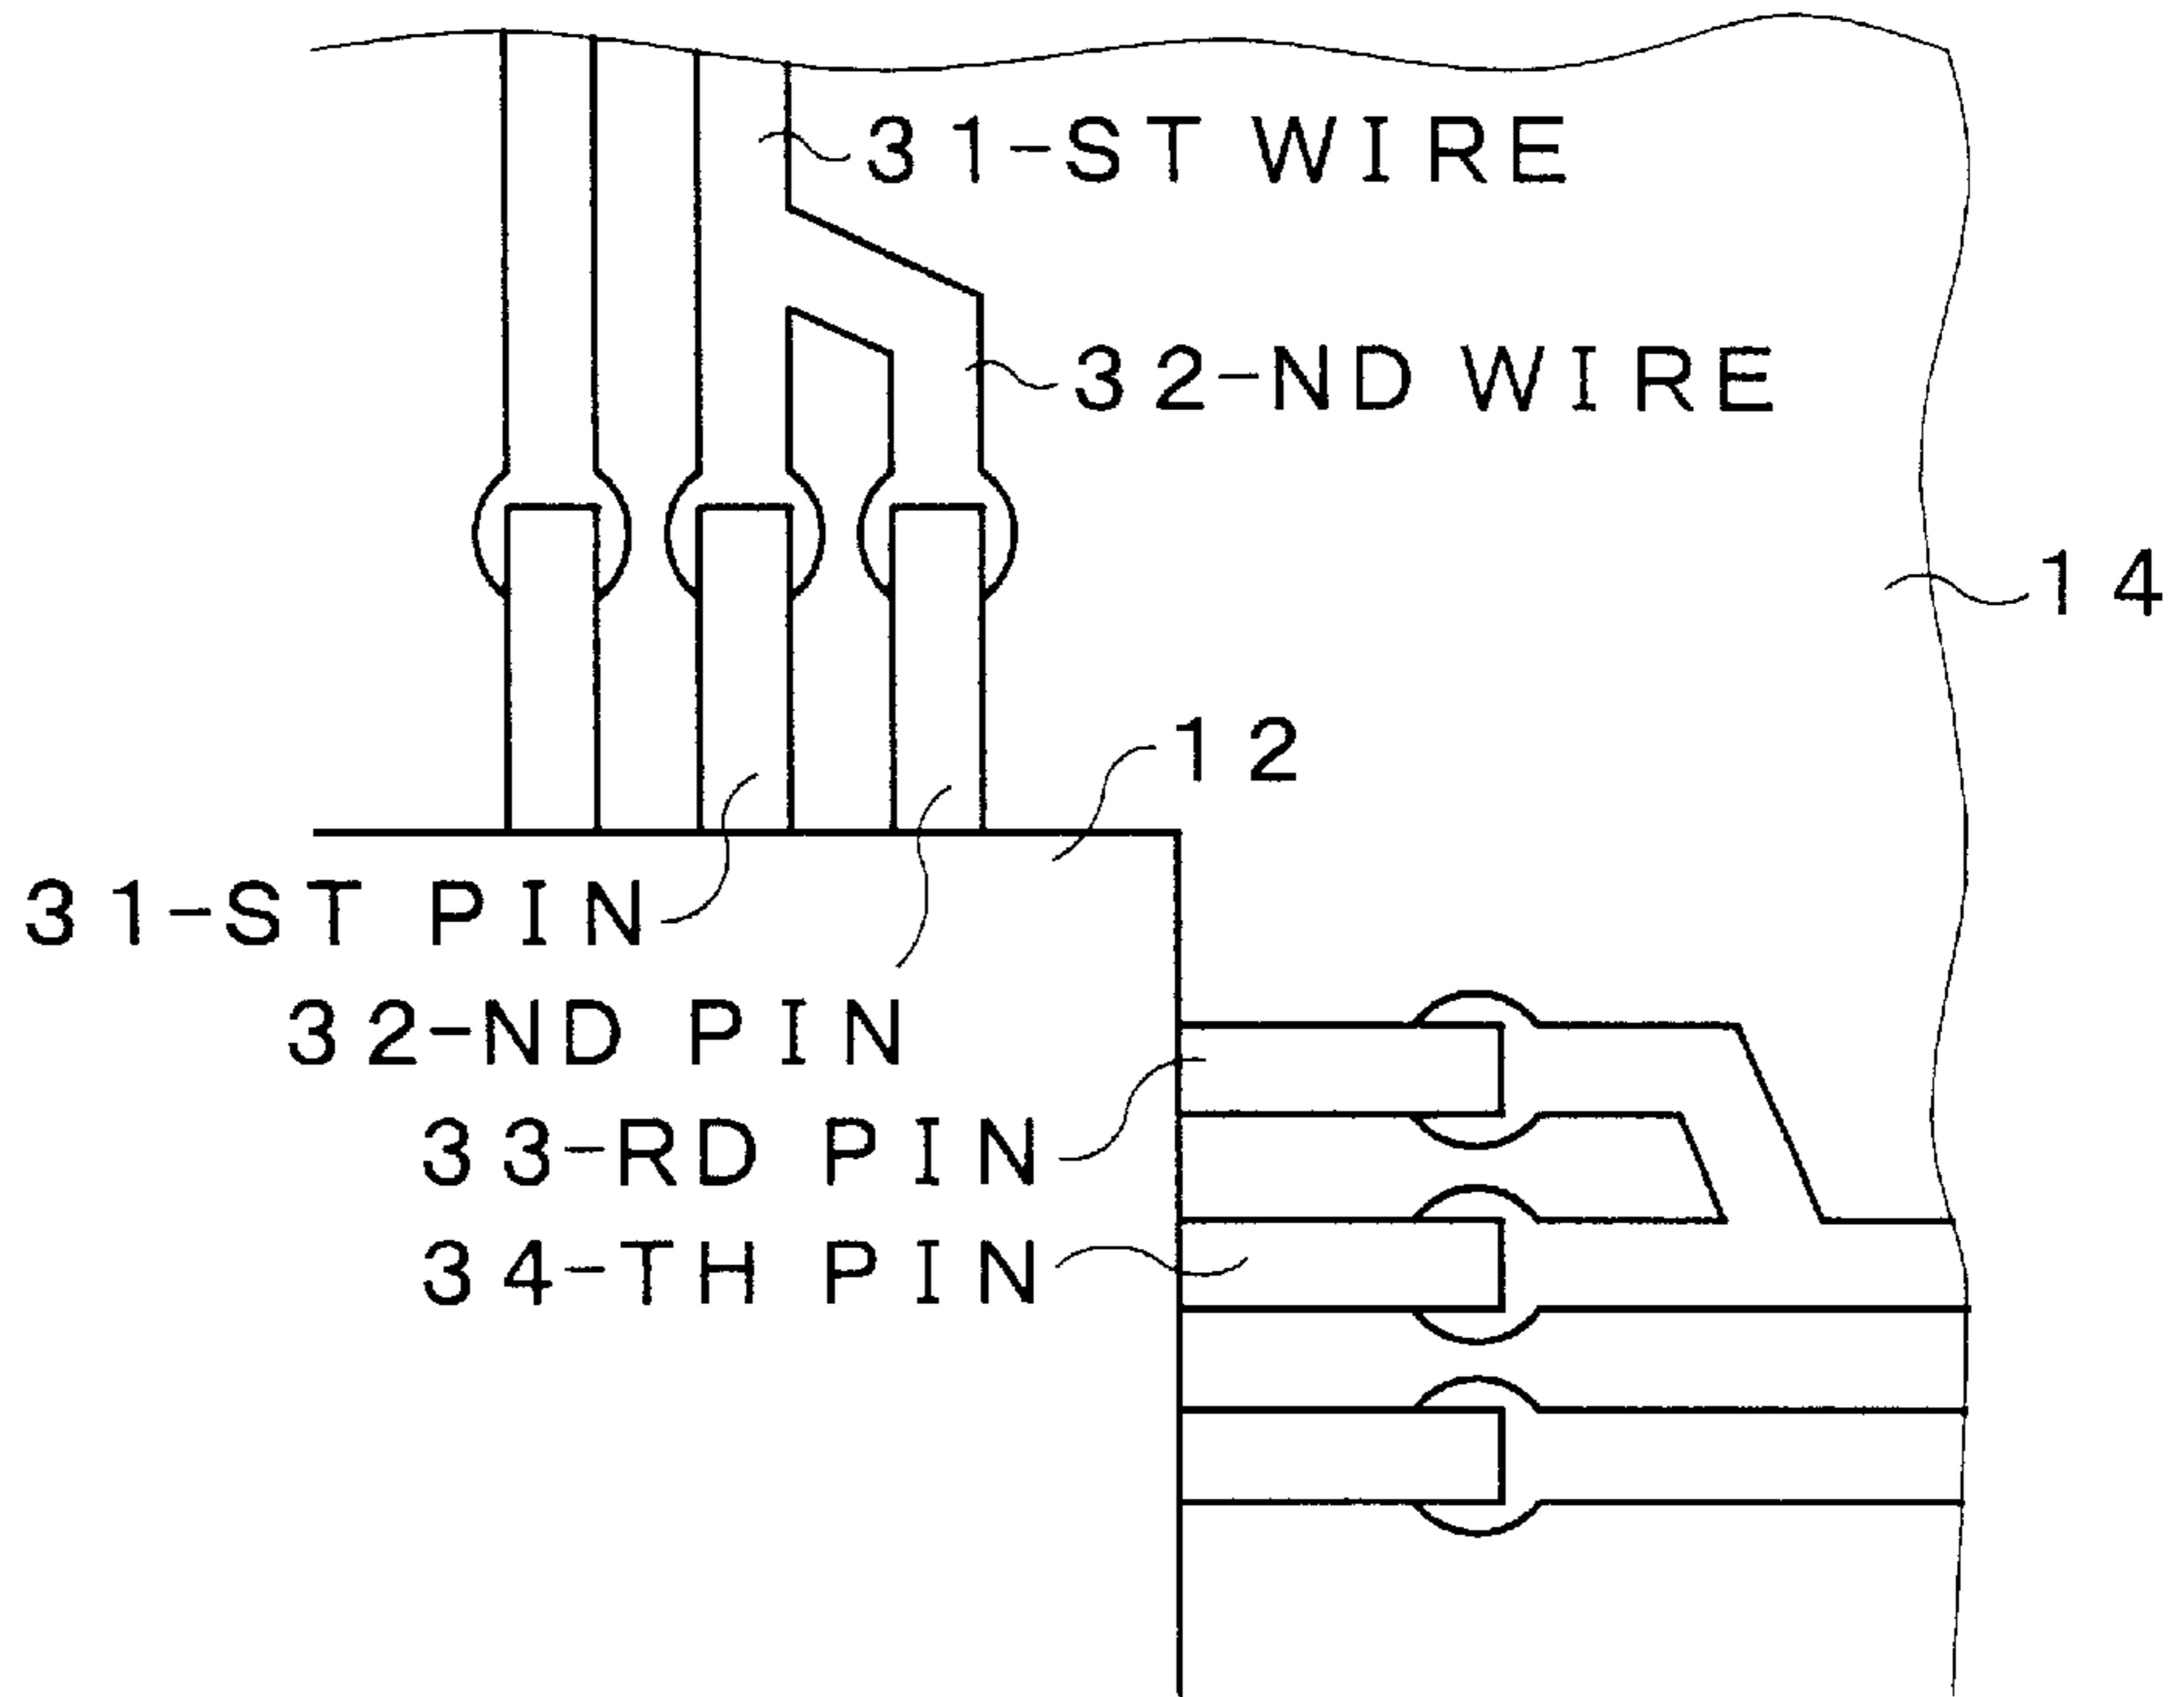 31-ST WIRE
32-ND WIRE
14
12
31-ST PIN
32-ND PIN
33-RD PIN
34-TH PIN